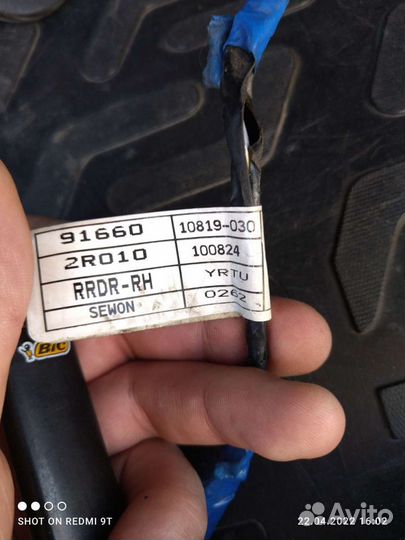 91660 10819-030
2R010 100824
RRDR-RH YRTU
SEWON 0262
BIC
SHOT ON REDMI 9T
22.04.2022 16:02
Avito